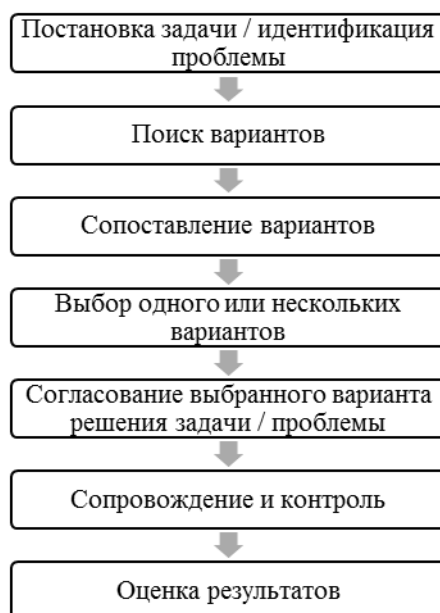 Постановка задачи / идентификация
проблемы
Поиск вариантов
Сопоставление вариантов
Выбор одного или нескольких
вариантов
Согласование выбранного варианта
решения задачи / проблемы
Сопровождение и контроль
Оценка результатов